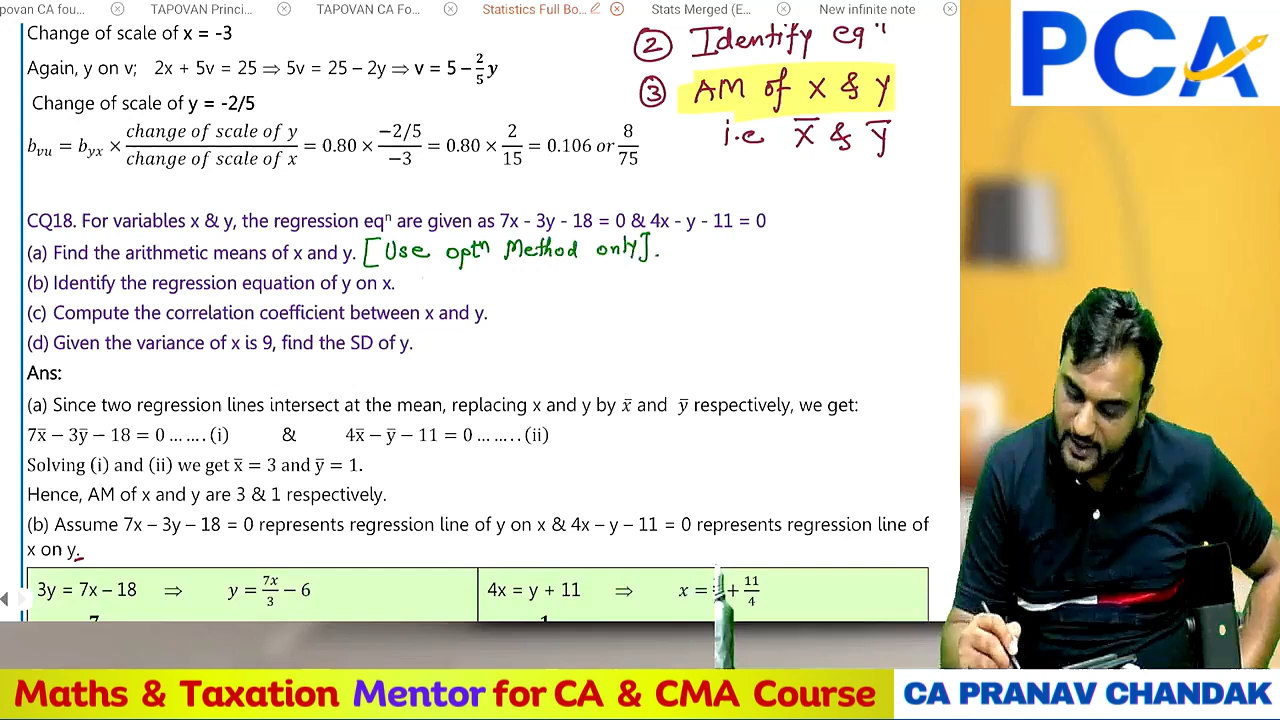 apovan CA fou...
TAPOVAN Princi...
TAPOVAN CA Fo...
Statistics Full Bo...
Stats Merged (E...
New infinite note
Change of scale of x = -3
Again, y on v; 2x + 5v = 25 ⇒ 5v = 25 – 2y ⇒ v = 5 – 2/5 y
Change of scale of y = -2/5
b_vu = b_yx × change of scale of y / change of scale of x = 0.80 × −2/5 / −3 = 0.80 × 2/15 = 0.106 or 8/75
② Identify eqⁿ
③ AM of x & y
i.e x̄ & ȳ
PCA
CQ18. For variables x & y, the regression eqⁿ are given as 7x - 3y - 18 = 0 & 4x - y - 11 = 0
(a) Find the arithmetic means of x and y. [Use optⁿ Method only].
(b) Identify the regression equation of y on x.
(c) Compute the correlation coefficient between x and y.
(d) Given the variance of x is 9, find the SD of y.
Ans:
(a) Since two regression lines intersect at the mean, replacing x and y by x̄ and ȳ respectively, we get:
7x̄ − 3ȳ − 18 = 0 ... ... . (i) & 4x̄ − ȳ − 11 = 0 ... ... . . (ii)
Solving (i) and (ii) we get x̄ = 3 and ȳ = 1.
Hence, AM of x and y are 3 & 1 respectively.
(b) Assume 7x – 3y – 18 = 0 represents regression line of y on x & 4x – y – 11 = 0 represents regression line of
x on y.
3y = 7x – 18 ⇒ y = 7x/3 − 6
4x = y + 11 ⇒ x = + 11/4
7
1
Maths & Taxation Mentor for CA & CMA Course
CA PRANAV CHANDAK